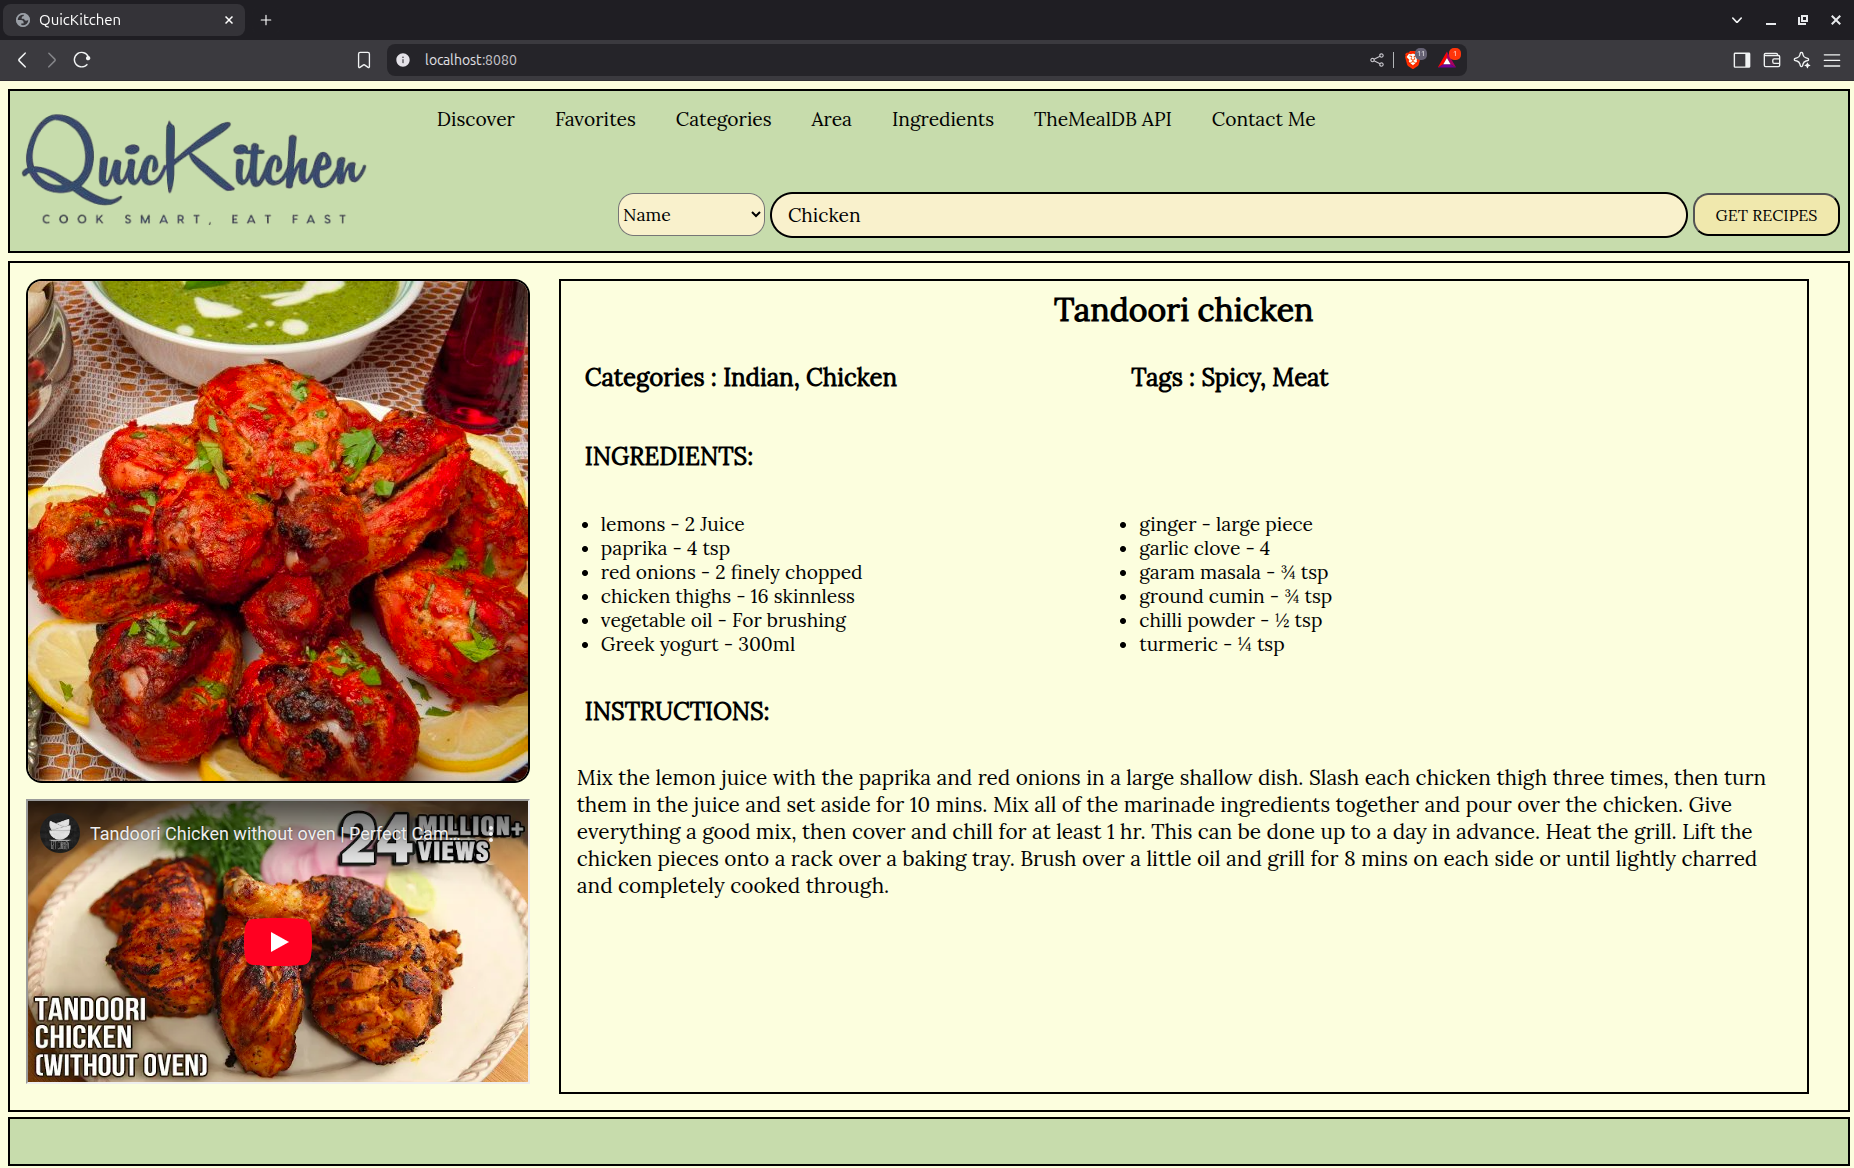 QuicKitchen
localhost:8080
11
1
Discover Favorites Categories Area Ingredients TheMealDB API Contact Me
QuicKitchen
COOK SMART, EAT FAST
Name Chicken GET RECIPES
Tandoori chicken
Categories : Indian, Chicken Tags : Spicy, Meat
INGREDIENTS:
• lemons - 2 Juice
• paprika - 4 tsp
• red onions - 2 finely chopped
• chicken thighs - 16 skinnless
• vegetable oil - For brushing
• Greek yogurt - 300ml
• ginger - large piece
• garlic clove - 4
• garam masala - ¾ tsp
• ground cumin - ¾ tsp
• chilli powder - ½ tsp
• turmeric - ¼ tsp
INSTRUCTIONS:
Mix the lemon juice with the paprika and red onions in a large shallow dish. Slash each chicken thigh three times, then turn
them in the juice and set aside for 10 mins. Mix all of the marinade ingredients together and pour over the chicken. Give
everything a good mix, then cover and chill for at least 1 hr. This can be done up to a day in advance. Heat the grill. Lift the
chicken pieces onto a rack over a baking tray. Brush over a little oil and grill for 8 mins on each side or until lightly charred
and completely cooked through.
Tandoori Chicken without oven | Perfect Cam...
24 MILLION+
VIEWS
TANDOORI
CHICKEN
(WITHOUT OVEN)